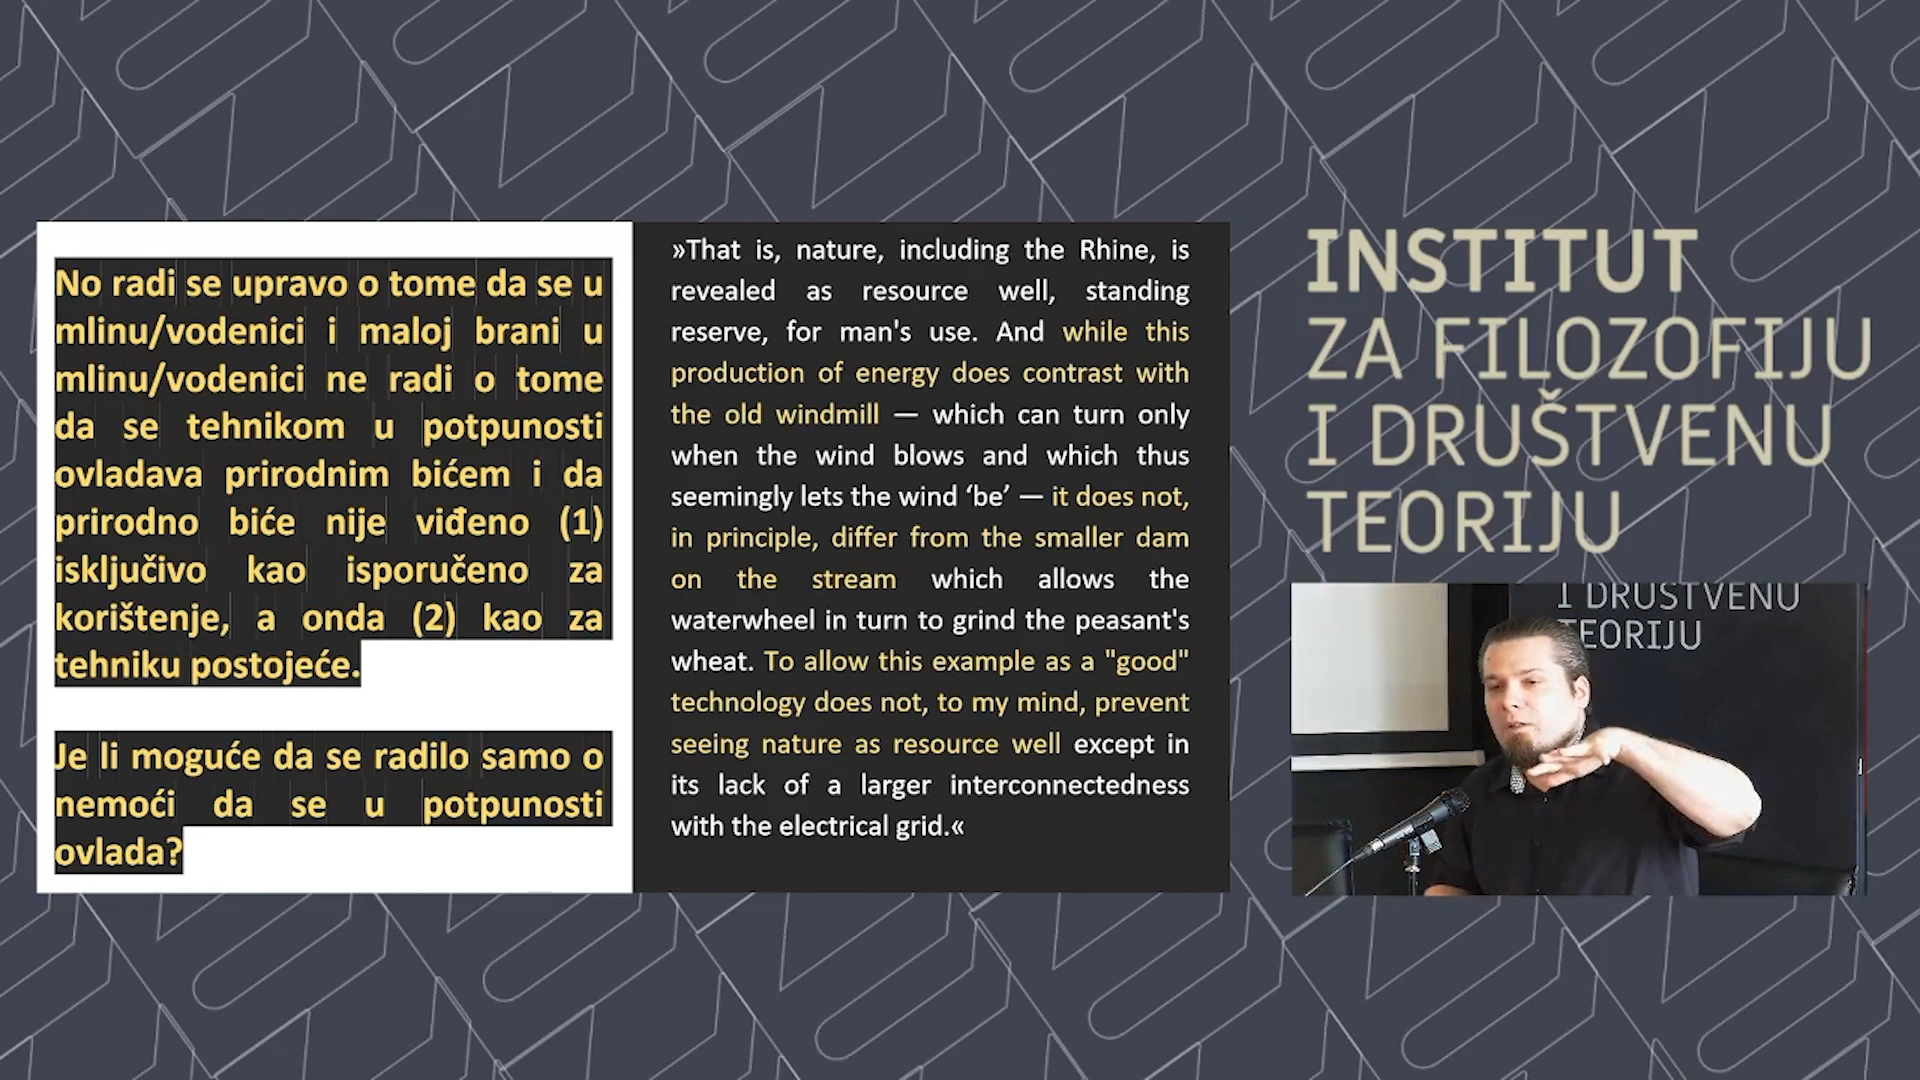 No radi se upravo o tome da se u
mlinu/vodenici i maloj brani u
mlinu/vodenici ne radi o tome
da se tehnikom u potpunosti
ovladava prirodnim bićem i da
prirodno biće nije viđeno (1)
isključivo kao isporučeno za
korištenje, a onda (2) kao za
tehniku postojeće.
Je li moguće da se radilo samo o
nemoći da se u potpunosti
ovlada?
»That is, nature, including the Rhine, is
revealed as resource well, standing
reserve, for man's use. And while this
production of energy does contrast with
the old windmill — which can turn only
when the wind blows and which thus
seemingly lets the wind ‘be’ — it does not,
in principle, differ from the smaller dam
on the stream which allows the
waterwheel in turn to grind the peasant's
wheat. To allow this example as a "good"
technology does not, to my mind, prevent
seeing nature as resource well except in
its lack of a larger interconnectedness
with the electrical grid.«
INSTITUT
ZA FILOZOFIJU
I DRUŠTVENU
TEORIJU
I DRUŠTVENU
TEORIJU